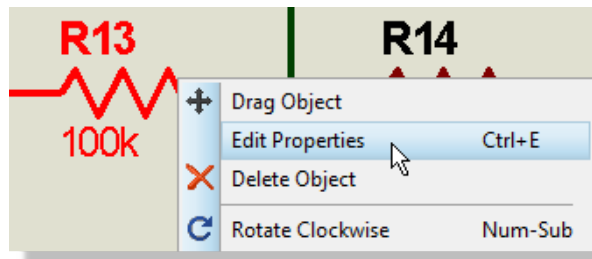 R13 R14
100k
Drag Object
Edit Properties Ctrl+E
Delete Object
Rotate Clockwise Num-Sub